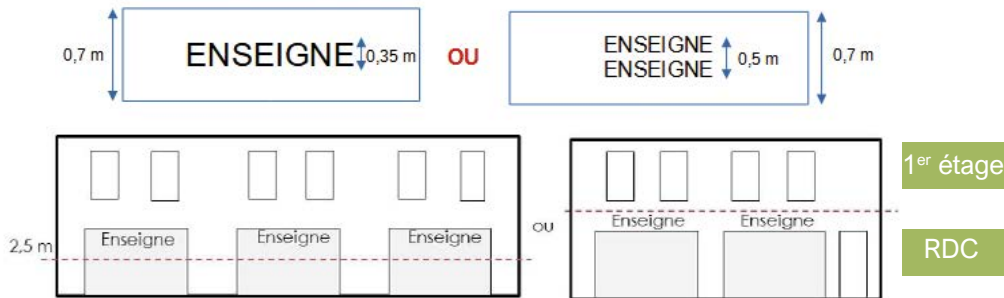 0,7 m
ENSEIGNE
0,35 m
OU
ENSEIGNE
ENSEIGNE
0,5 m
0,7 m
1er étage
2,5 m
Enseigne
Enseigne
Enseigne
OU
Enseigne
Enseigne
RDC